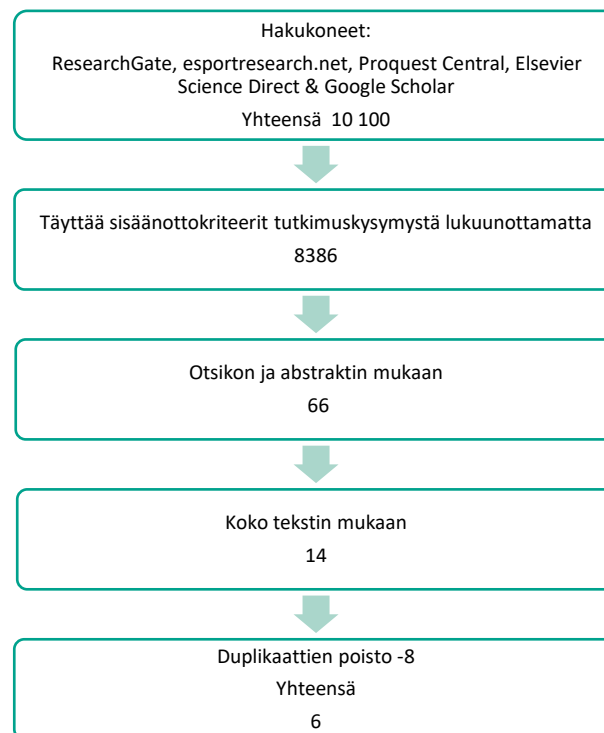 Hakukoneet:
ResearchGate, esportresearch.net, Proquest Central, Elsevier
Science Direct & Google Scholar
Yhteensä 10 100
Täyttää sisäänottokriteerit tutkimuskysymystä lukuunottamatta
8386
Otsikon ja abstraktin mukaan
66
Koko tekstin mukaan
14
Duplikaattien poisto -8
Yhteensä
6